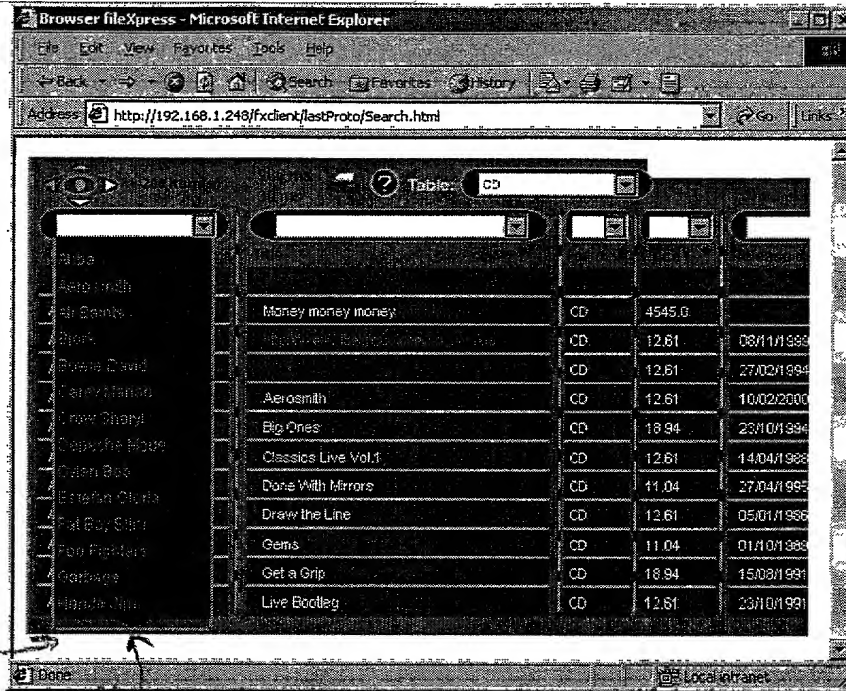 Browser fileXpress - Microsoft Internet Explorer
File Edit View Favorites Tools Help
Back Search Favorites History
Address http://192.168.1.248/fxclient/lastProto/Search.html Go Links
? Table: CD
Abba
Aerosmith
All Saints Money money money CD 4545.0
Bjork CD 12.61 08/11/1999
Bowie David CD 12.61 27/02/1994
Carey Mariah Aerosmith CD 12.61 10/02/2000
Crow Sheryl Big Ones CD 18.94 23/10/1994
Depeche Mode Classics Live Vol.1 CD 12.61 14/04/1988
Dylan Bob Done With Mirrors CD 11.04 27/04/1995
Estefan Gloria Draw the Line CD 12.61 05/01/1986
Fat Boy Slim
Foo Fighters Gems CD 11.04 01/10/1989
Garbage Get a Grip CD 18.94 15/08/1991
Live Bootleg CD 12.61 23/10/1991
Done Local intranet